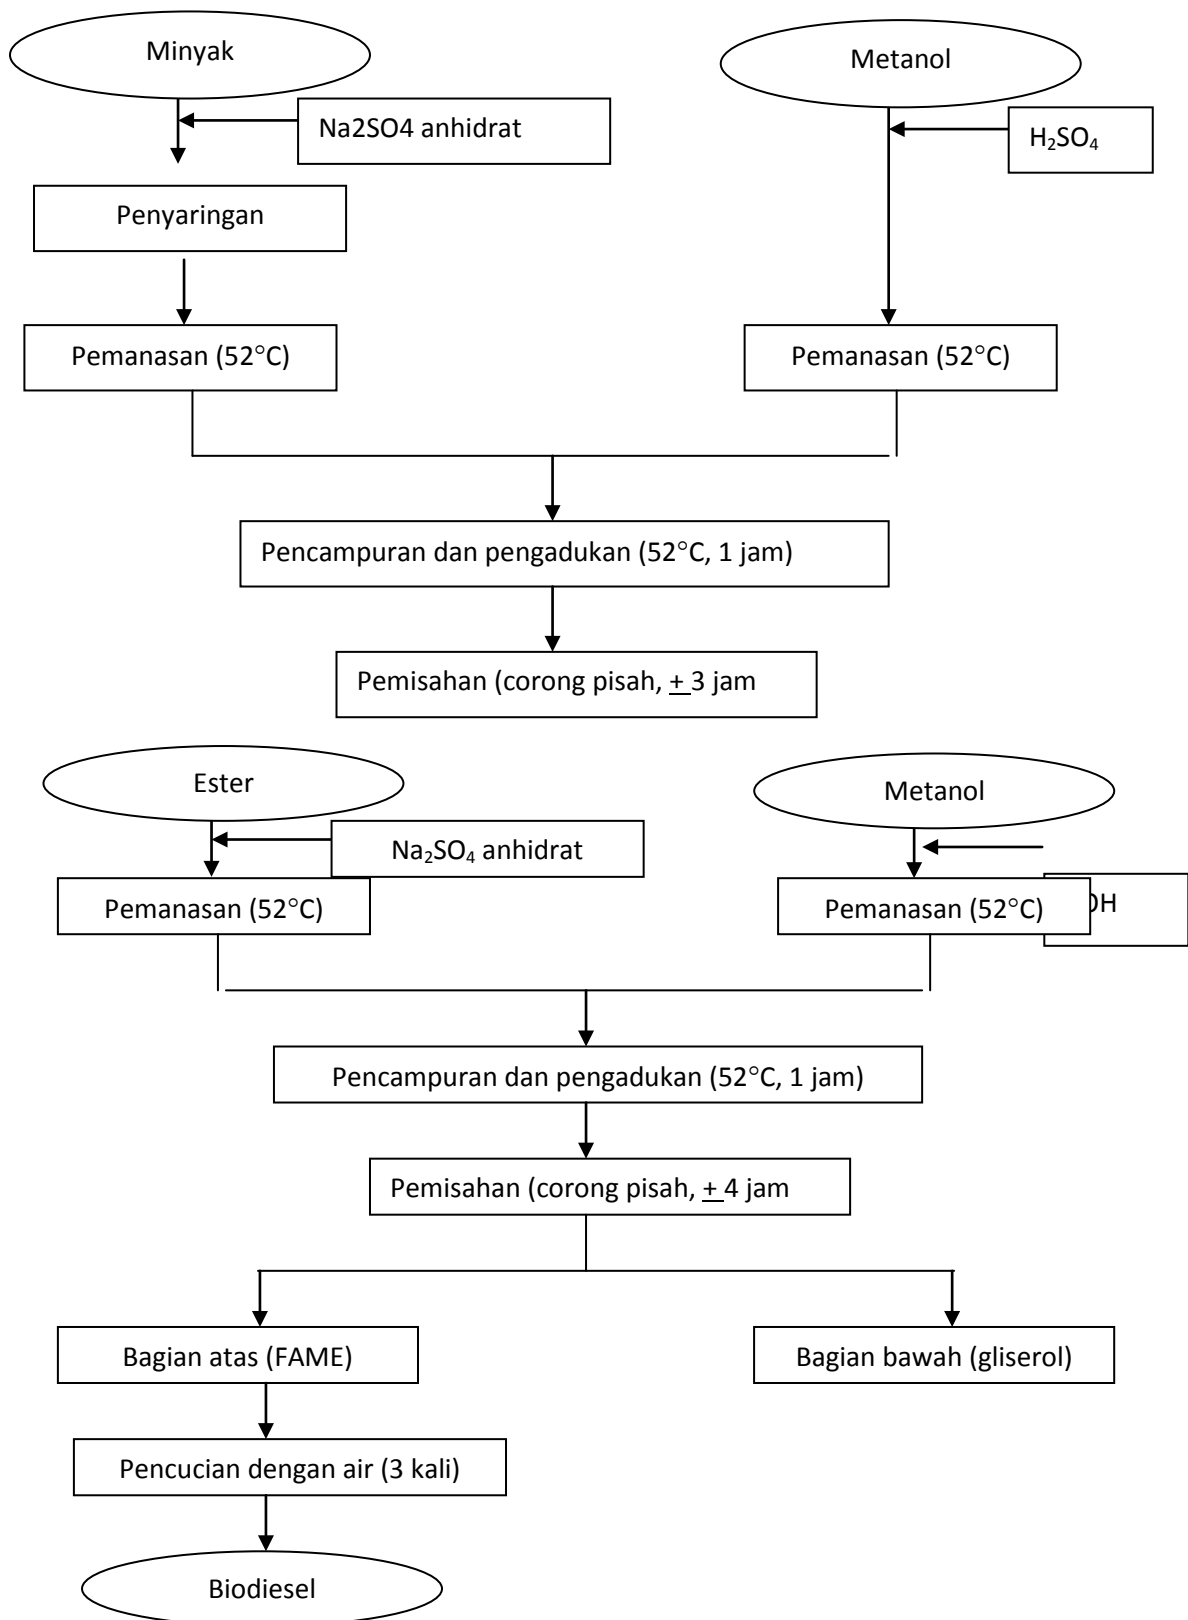 Minyak
Metanol
Na2SO4 anhidrat
H₂SO₄
Penyaringan
Pemanasan (52°C)
Pemanasan (52°C)
Pencampuran dan pengadukan (52°C, 1 jam)
Pemisahan (corong pisah, + 3 jam
Ester
Metanol
Na₂SO₄ anhidrat
Pemanasan (52°C)
Pemanasan (52°C)
Pencampuran dan pengadukan (52°C, 1 jam)
Pemisahan (corong pisah, + 4 jam
Bagian atas (FAME)
Bagian bawah (gliserol)
Pencucian dengan air (3 kali)
Biodiesel